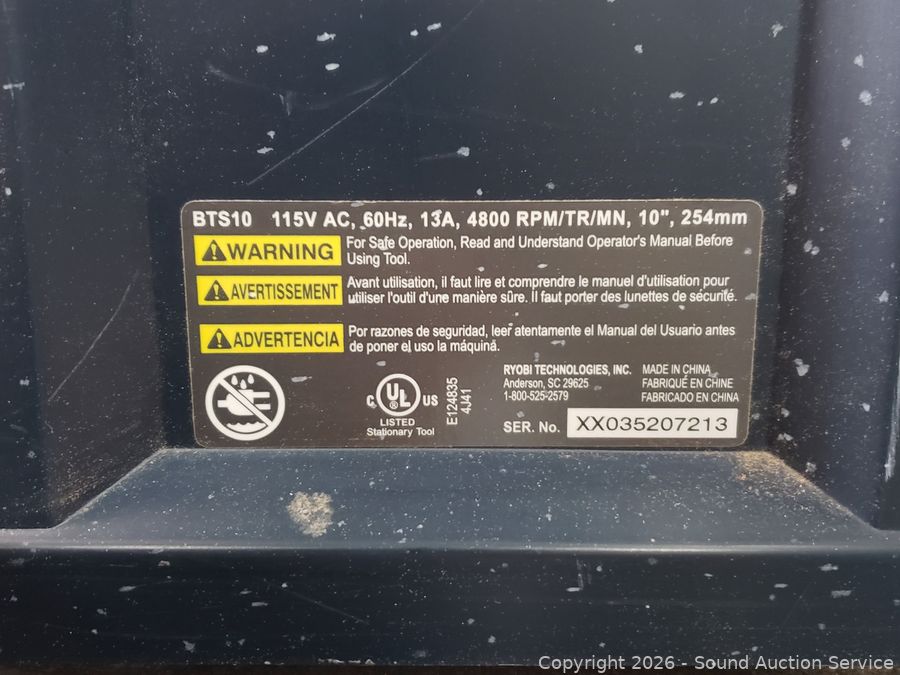 BTS10 115V AC, 60Hz, 13A, 4800 RPM/TR/MN, 10", 254mm
WARNING For Safe Operation, Read and Understand Operator's Manual Before
Using Tool.
AVERTISSEMENT Avant utilisation, il faut lire et comprendre le manuel d'utilisation pour
utiliser l'outil d'une manière sûre. Il faut porter des lunettes de sécurité.
ADVERTENCIA Por razones de seguridad, leer atentamente el Manual del Usuario antes
de poner el uso la máquina.
C UL US
LISTED
Stationary Tool
E124835
4J41
RYOBI TECHNOLOGIES, INC.
Anderson, SC 29625
1-800-525-2579
MADE IN CHINA
FABRIQUÉ EN CHINE
FABRICADO EN CHINA
SER. No. XX035207213
Copyright © 2026 - Sound Auction Service